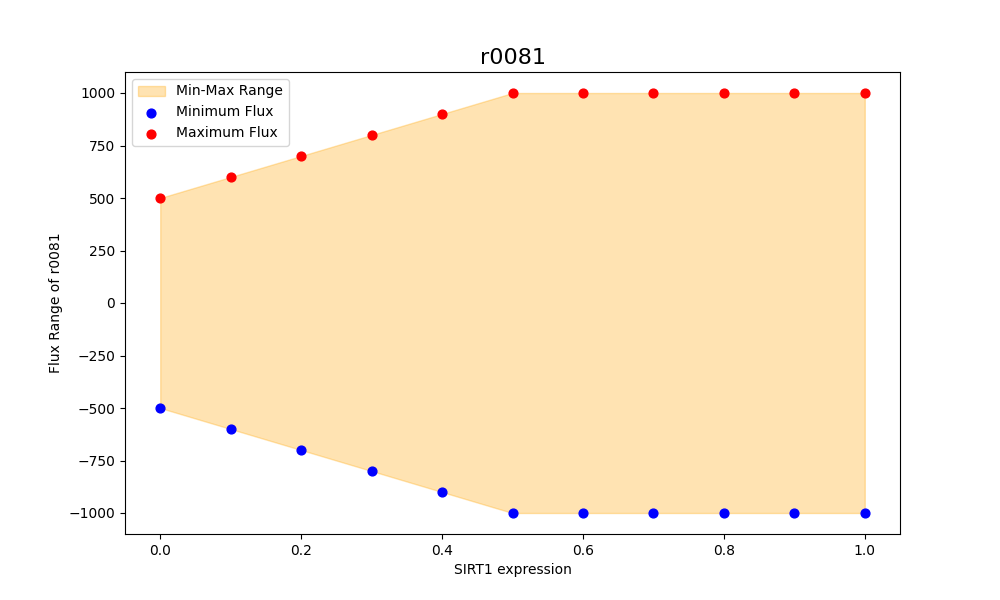 r0081
Min-Max Range
Minimum Flux
Maximum Flux
1000
750
500
250
0
−250
−500
−750
−1000
Flux Range of r0081
0.0 0.2 0.4 0.6 0.8 1.0
SIRT1 expression